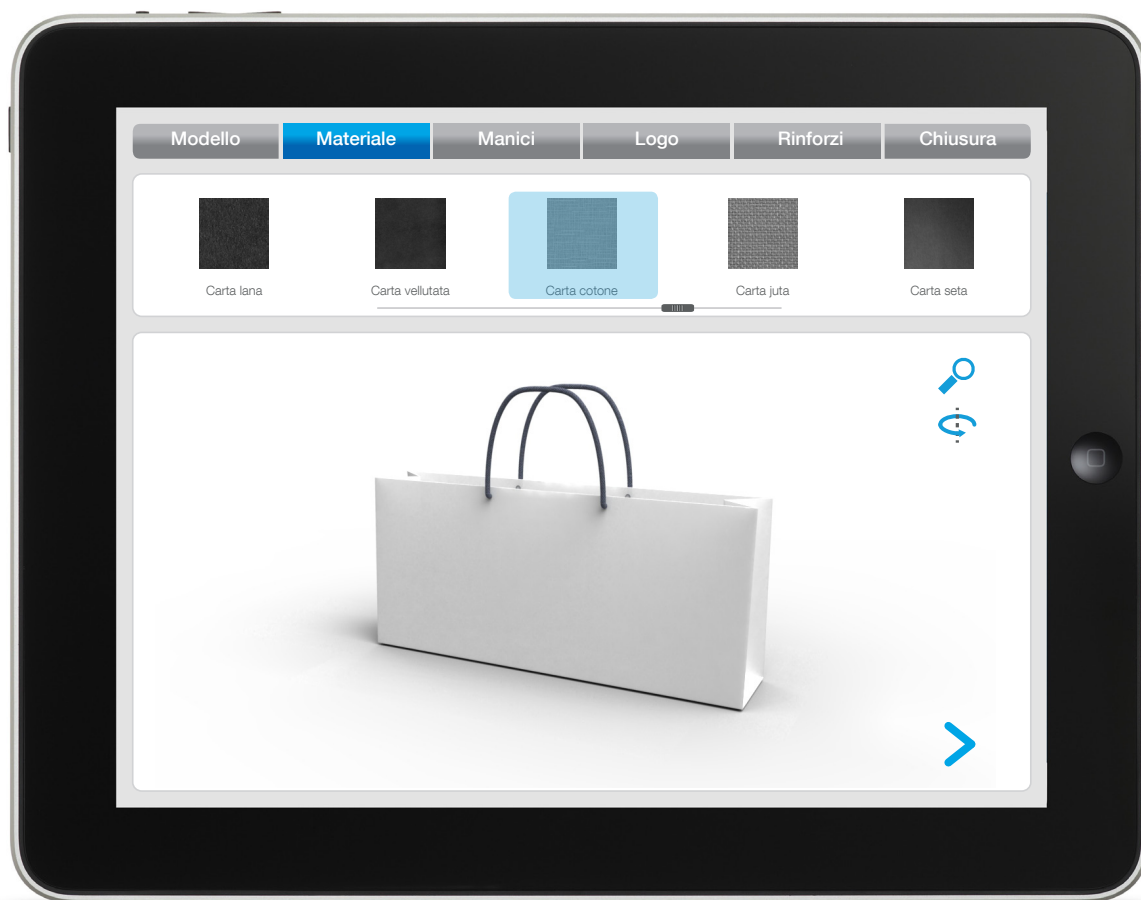 Modello
Materiale
Manici
Logo
Rinforzi
Chiusura
Carta lana
Carta vellutata
Carta cotone
Carta juta
Carta seta